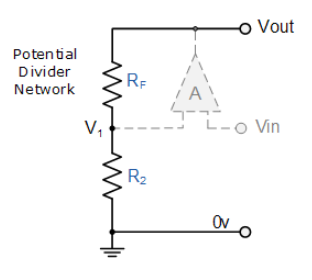 Vout
Potential
Divider
Network
RF
A
V1
Vin
R2
0v